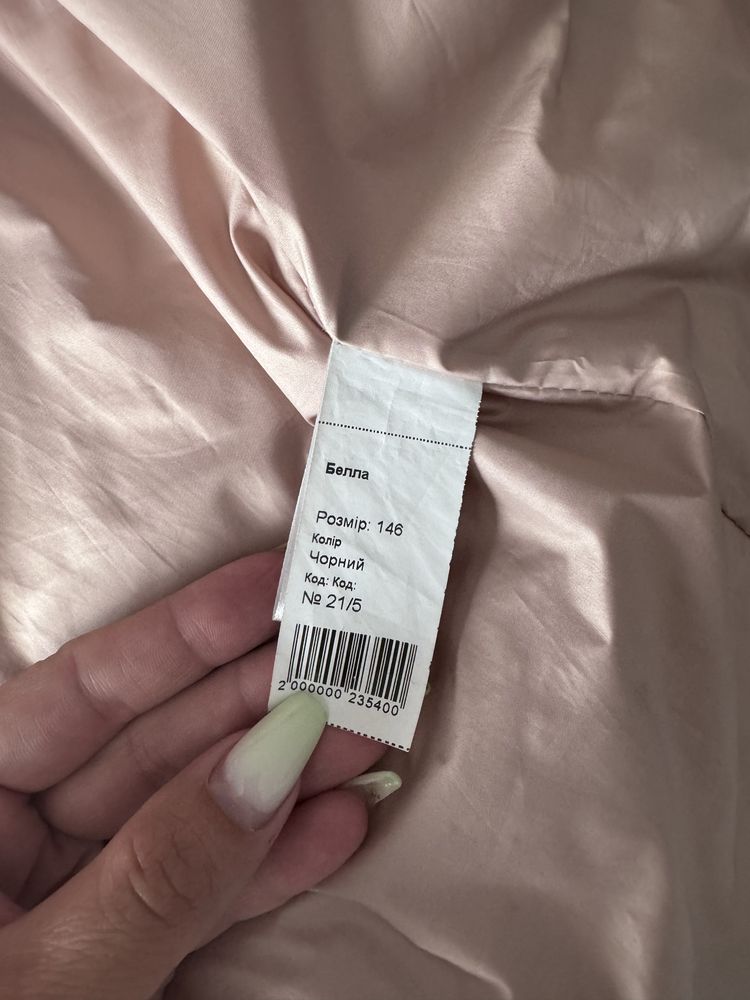 Белла
Розмір: 146
Колір
Чорний
Код: Код:
№ 21/5
2 000000 235400